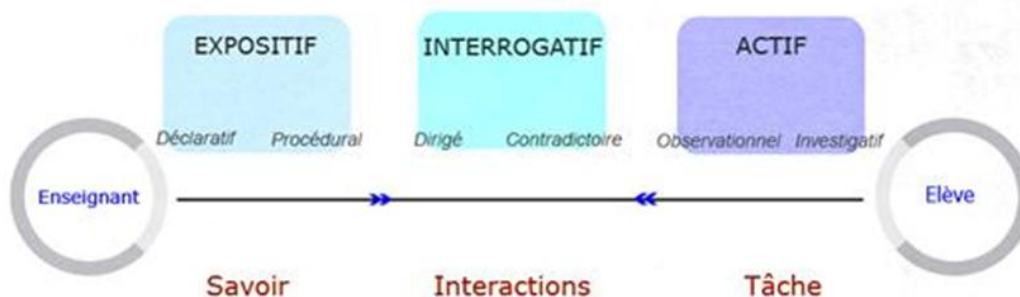 EXPOSITIF INTERROGATIF ACTIF
Déclaratif Procédural Dirigé Contradictoire Observationnel Investigatif
Enseignant Elève
Savoir Interactions Tâche